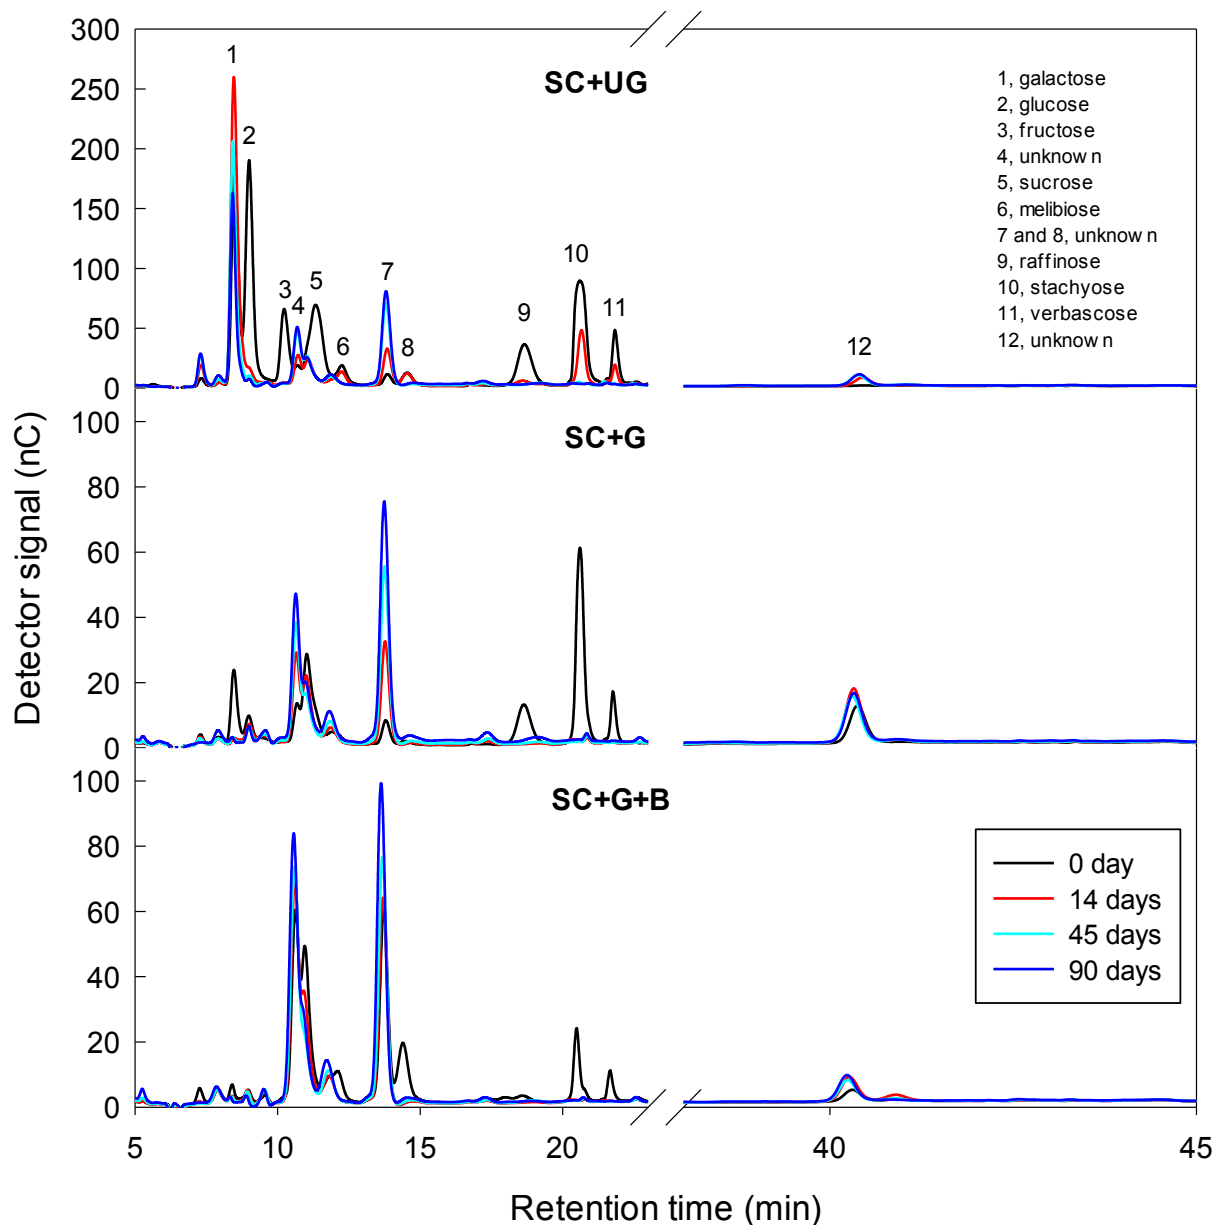 300
250
200
150
100
50
0
1
2
3
4
5
6
7
8
9
10
11
12
SC+UG
1, galactose
2, glucose
3, fructose
4, unknow n
5, sucrose
6, melibiose
7 and 8, unknow n
9, raffinose
10, stachyose
11, verbascose
12, unknow n
100
80
60
40
20
0
SC+G
Detector signal (nC)
100
80
60
40
20
0
SC+G+B
0 day
14 days
45 days
90 days
5
10
15
20
40
45
Retention time (min)